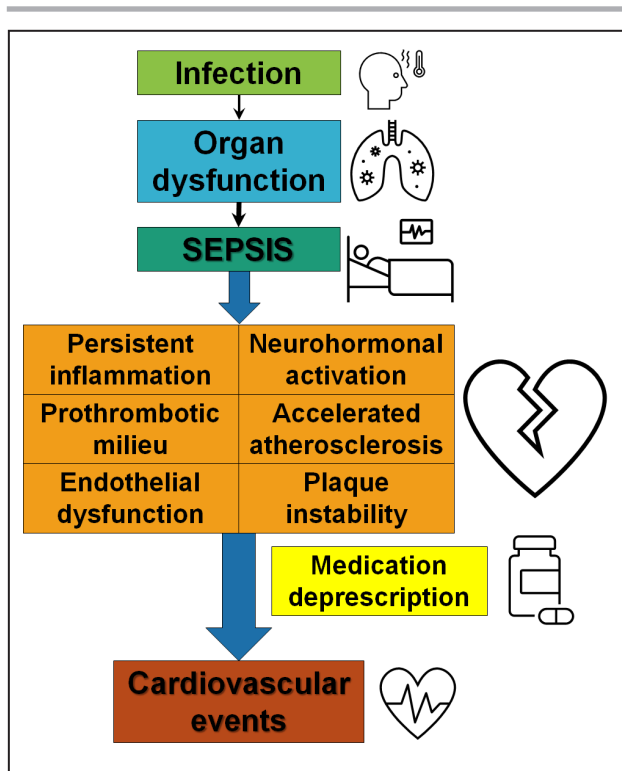 Infection
Organ
dysfunction
SEPSIS
Persistent
inflammation
Neurohormonal
activation
Prothrombotic
milieu
Accelerated
atherosclerosis
Endothelial
dysfunction
Plaque
instability
Medication
deprescription
Cardiovascular
events